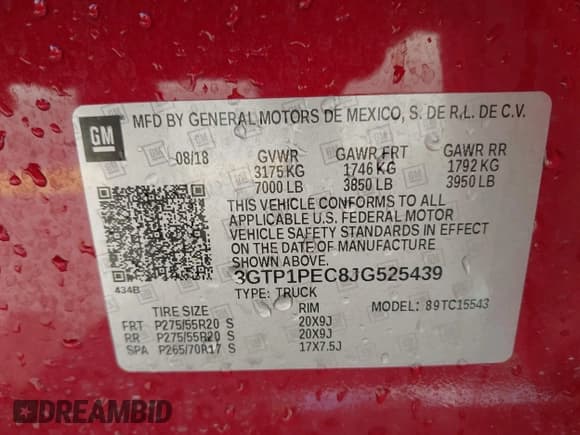 GM
MFD BY GENERAL MOTORS DE MEXICO, S. DE R.L. DE C.V.
08/18 GVWR GAWR FRT GAWR RR
3175 KG 1746 KG 1792 KG
7000 LB 3850 LB 3950 LB
THIS VEHICLE CONFORMS TO ALL
APPLICABLE U.S. FEDERAL MOTOR
VEHICLE SAFETY STANDARDS IN EFFECT
ON THE DATE OF MANUFACTURE
SHOWN ABOVE.
434B
3GTP1PEC8JG525439
TYPE: TRUCK MODEL: 89TC15543
TIRE SIZE RIM
FRT P275/55R20 S 20X9J
RR P275/55R20 S 20X9J
SPA P265/70R17 S 17X7.5J
DREAMBID